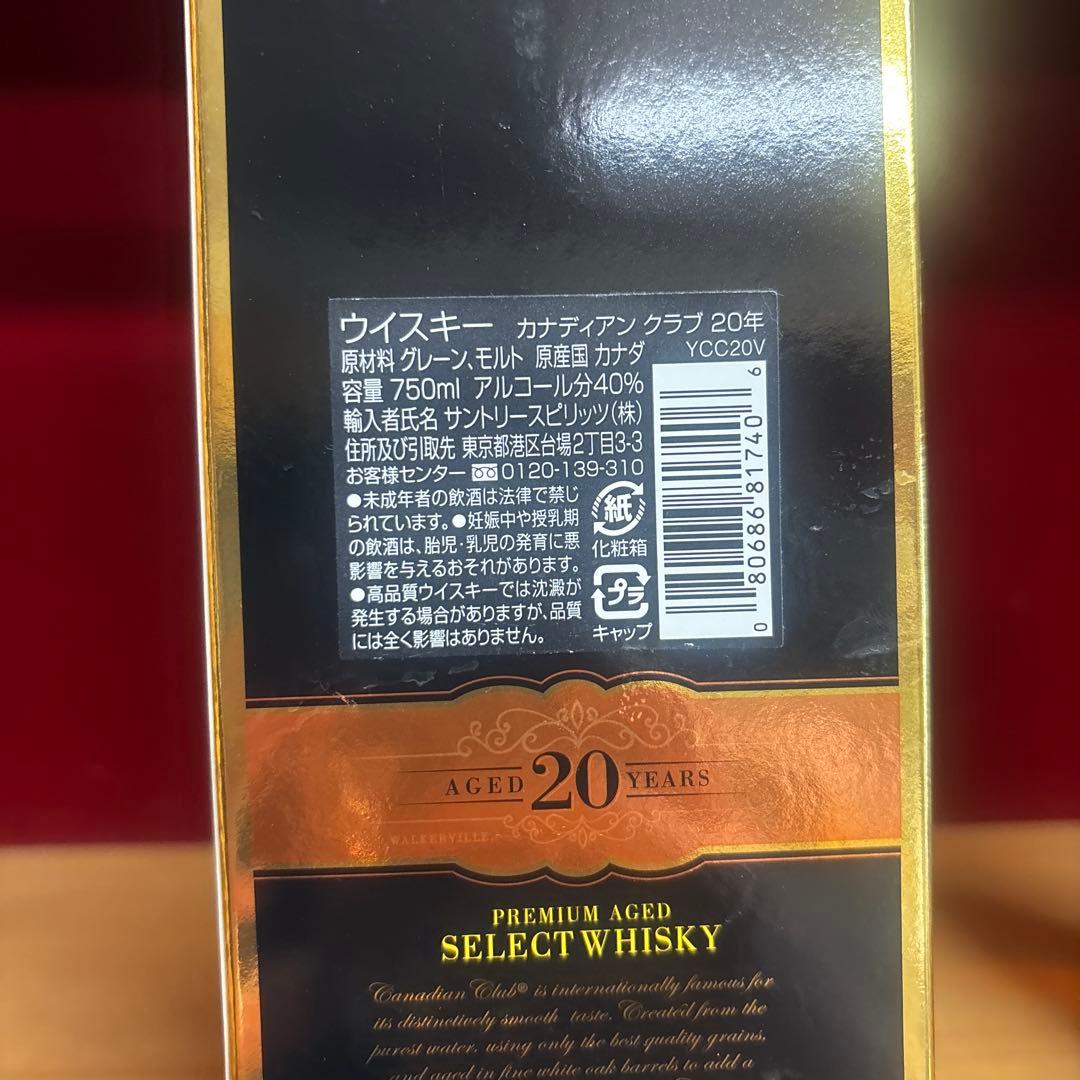 ウイスキー カナディアン クラブ 20年
原材料 グレーン、モルト 原産国 カナダ YCC20V
容量 750ml アルコール分40%
輸入者氏名 サントリースピリッツ(株)
住所及び引取先 東京都港区台場2丁目3-3
お客様センター 0120-139-310
●未成年者の飲酒は法律で禁じ
られています。●妊娠中や授乳期
の飲酒は、胎児・乳児の発育に悪
影響を与えるおそれがあります。
●高品質ウイスキーでは沈澱が
発生する場合がありますが、品質
には全く影響はありません。
紙
化粧箱
プラ
キャップ
0 80686 81740 6
AGED 20 YEARS
WALKERVILLE,
PREMIUM AGED
SELECT WHISKY
Canadian Club® is internationally famous for
its distinctively smooth taste. Created from the
purest water, using only the best quality grains,
and aged in fine white oak barrels to add a